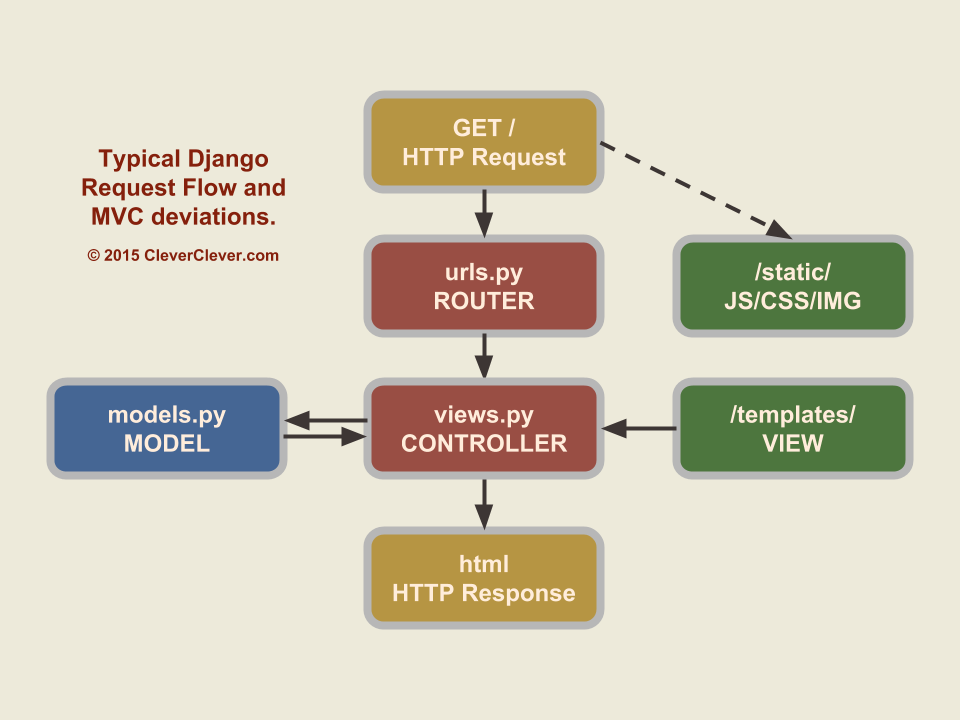 GET /
HTTP Request
Typical Django
Request Flow and
MVC deviations.
© 2015 CleverClever.com
urls.py
ROUTER
/static/
JS/CSS/IMG
models.py
MODEL
views.py
CONTROLLER
/templates/
VIEW
html
HTTP Response